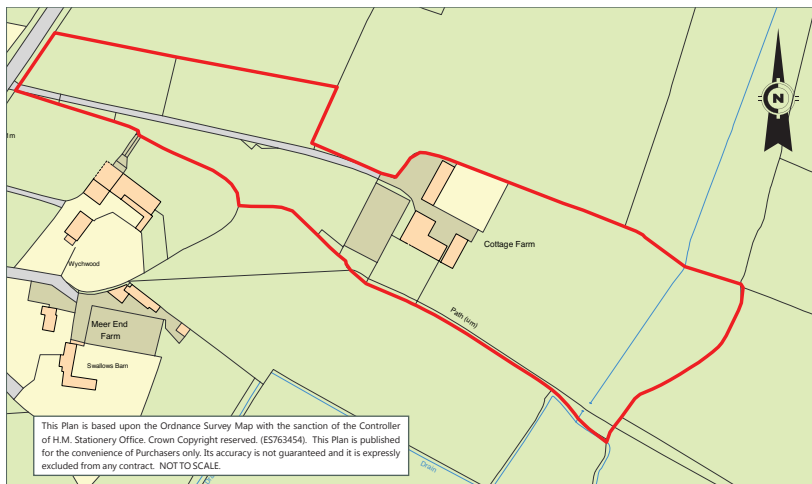 N
Cottage Farm
Wychwood
Path (um)
Meer End
Farm
Swallows Barn
This Plan is based upon the Ordnance Survey Map with the sanction of the Controller
of H.M. Stationery Office. Crown Copyright reserved. (ES763454). This Plan is published
for the convenience of Purchasers only. Its accuracy is not guaranteed and it is expressly
excluded from any contract. NOT TO SCALE.
Drain